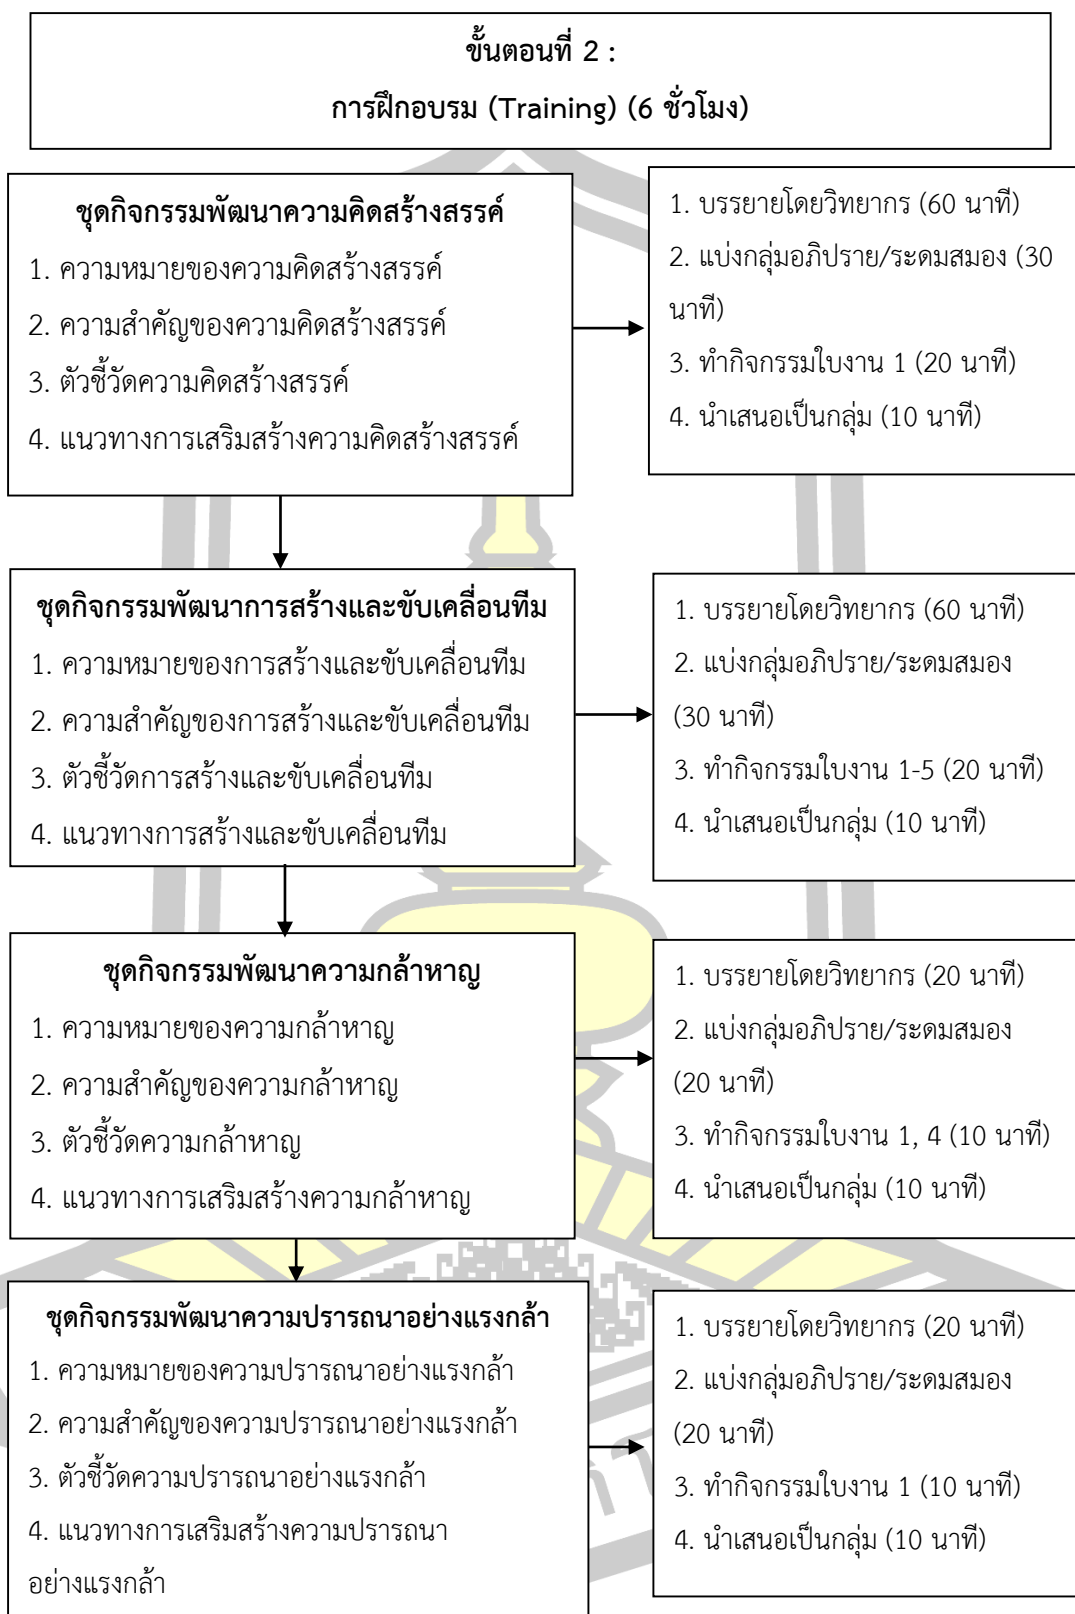 ขั้นตอนที่ 2 :
การฝึกอบรม (Training) (6 ชั่วโมง)
ชุดกิจกรรมพัฒนาความคิดสร้างสรรค์
1. ความหมายของความคิดสร้างสรรค์
2. ความสำคัญของความคิดสร้างสรรค์
3. ตัวชี้วัดความคิดสร้างสรรค์
4. แนวทางการเสริมสร้างความคิดสร้างสรรค์
1. บรรยายโดยวิทยากร (60 นาที)
2. แบ่งกลุ่มอภิปราย/ระดมสมอง (30
นาที)
3. ทำกิจกรรมใบงาน 1 (20 นาที)
4. นำเสนอเป็นกลุ่ม (10 นาที)
ชุดกิจกรรมพัฒนาการสร้างและขับเคลื่อนทีม
1. ความหมายของการสร้างและขับเคลื่อนทีม
2. ความสำคัญของการสร้างและขับเคลื่อนทีม
3. ตัวชี้วัดการสร้างและขับเคลื่อนทีม
4. แนวทางการสร้างและขับเคลื่อนทีม
1. บรรยายโดยวิทยากร (60 นาที)
2. แบ่งกลุ่มอภิปราย/ระดมสมอง
(30 นาที)
3. ทำกิจกรรมใบงาน 1-5 (20 นาที)
4. นำเสนอเป็นกลุ่ม (10 นาที)
ชุดกิจกรรมพัฒนาความกล้าหาญ
1. ความหมายของความกล้าหาญ
2. ความสำคัญของความกล้าหาญ
3. ตัวชี้วัดความกล้าหาญ
4. แนวทางการเสริมสร้างความกล้าหาญ
1. บรรยายโดยวิทยากร (20 นาที)
2. แบ่งกลุ่มอภิปราย/ระดมสมอง
(20 นาที)
3. ทำกิจกรรมใบงาน 1, 4 (10 นาที)
4. นำเสนอเป็นกลุ่ม (10 นาที)
ชุดกิจกรรมพัฒนาความปรารถนาอย่างแรงกล้า
1. ความหมายของความปรารถนาอย่างแรงกล้า
2. ความสำคัญของความปรารถนาอย่างแรงกล้า
3. ตัวชี้วัดความปรารถนาอย่างแรงกล้า
4. แนวทางการเสริมสร้างความปรารถนา
อย่างแรงกล้า
1. บรรยายโดยวิทยากร (20 นาที)
2. แบ่งกลุ่มอภิปราย/ระดมสมอง
(20 นาที)
3. ทำกิจกรรมใบงาน 1 (10 นาที)
4. นำเสนอเป็นกลุ่ม (10 นาที)